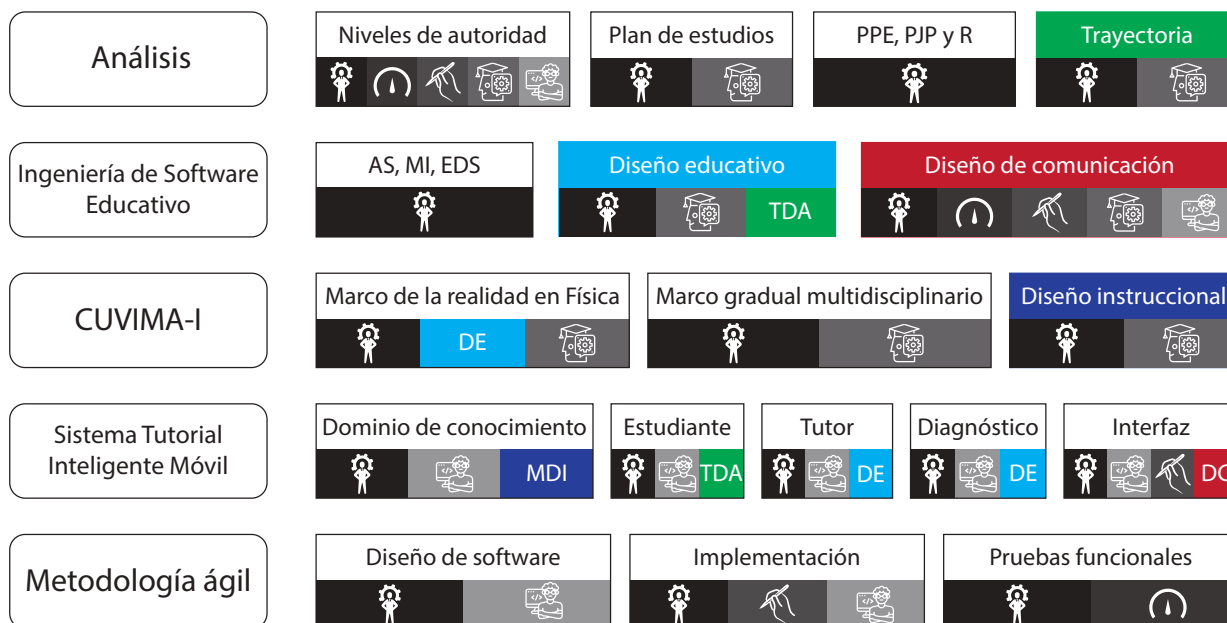 Análisis
Niveles de autoridad
Plan de estudios
PPE, PJP y R
Trayectoria
Ingeniería de Software
Educativo
AS, MI, EDS
Diseño educativo
TDA
Diseño de comunicación
CUVIMA-I
Marco de la realidad en Física
DE
Marco gradual multidisciplinario
Diseño instruccional
Sistema Tutorial
Inteligente Móvil
Dominio de conocimiento
MDI
Estudiante
TDA
Tutor
DE
Diagnóstico
DE
Interfaz
DC
Metodología ágil
Diseño de software
Implementación
Pruebas funcionales